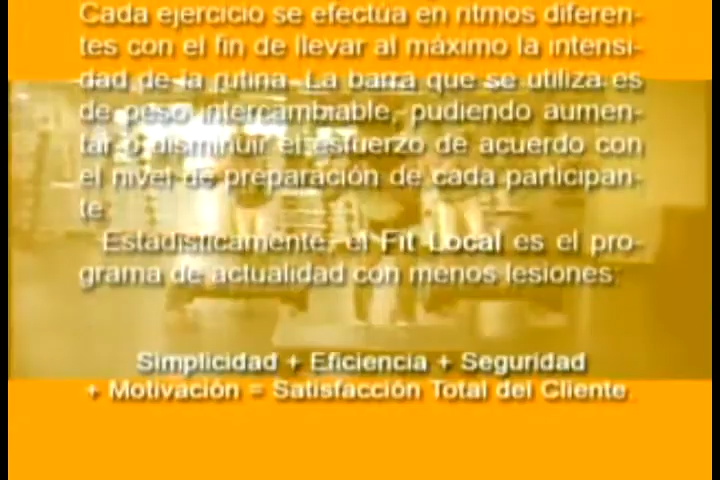 Cada ejercicio se efectúa en ritmos diferen-
tes con el fin de llevar al máximo la intensi-
dad de la rutina. La barra que se utiliza es
de peso intercambiable, pudiendo aumen-
tar o disminuir el esfuerzo de acuerdo con
el nivel de preparación de cada participan-
te.
Estadísticamente, el Fit Local es el pro-
grama de actualidad con menos lesiones.
Simplicidad + Eficiencia + Seguridad
+ Motivación = Satisfacción Total del Cliente.